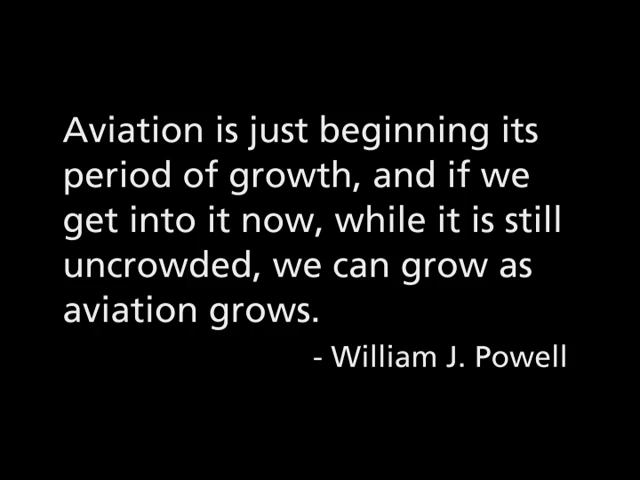 Aviation is just beginning its
period of growth, and if we
get into it now, while it is still
uncrowded, we can grow as
aviation grows.
- William J. Powell